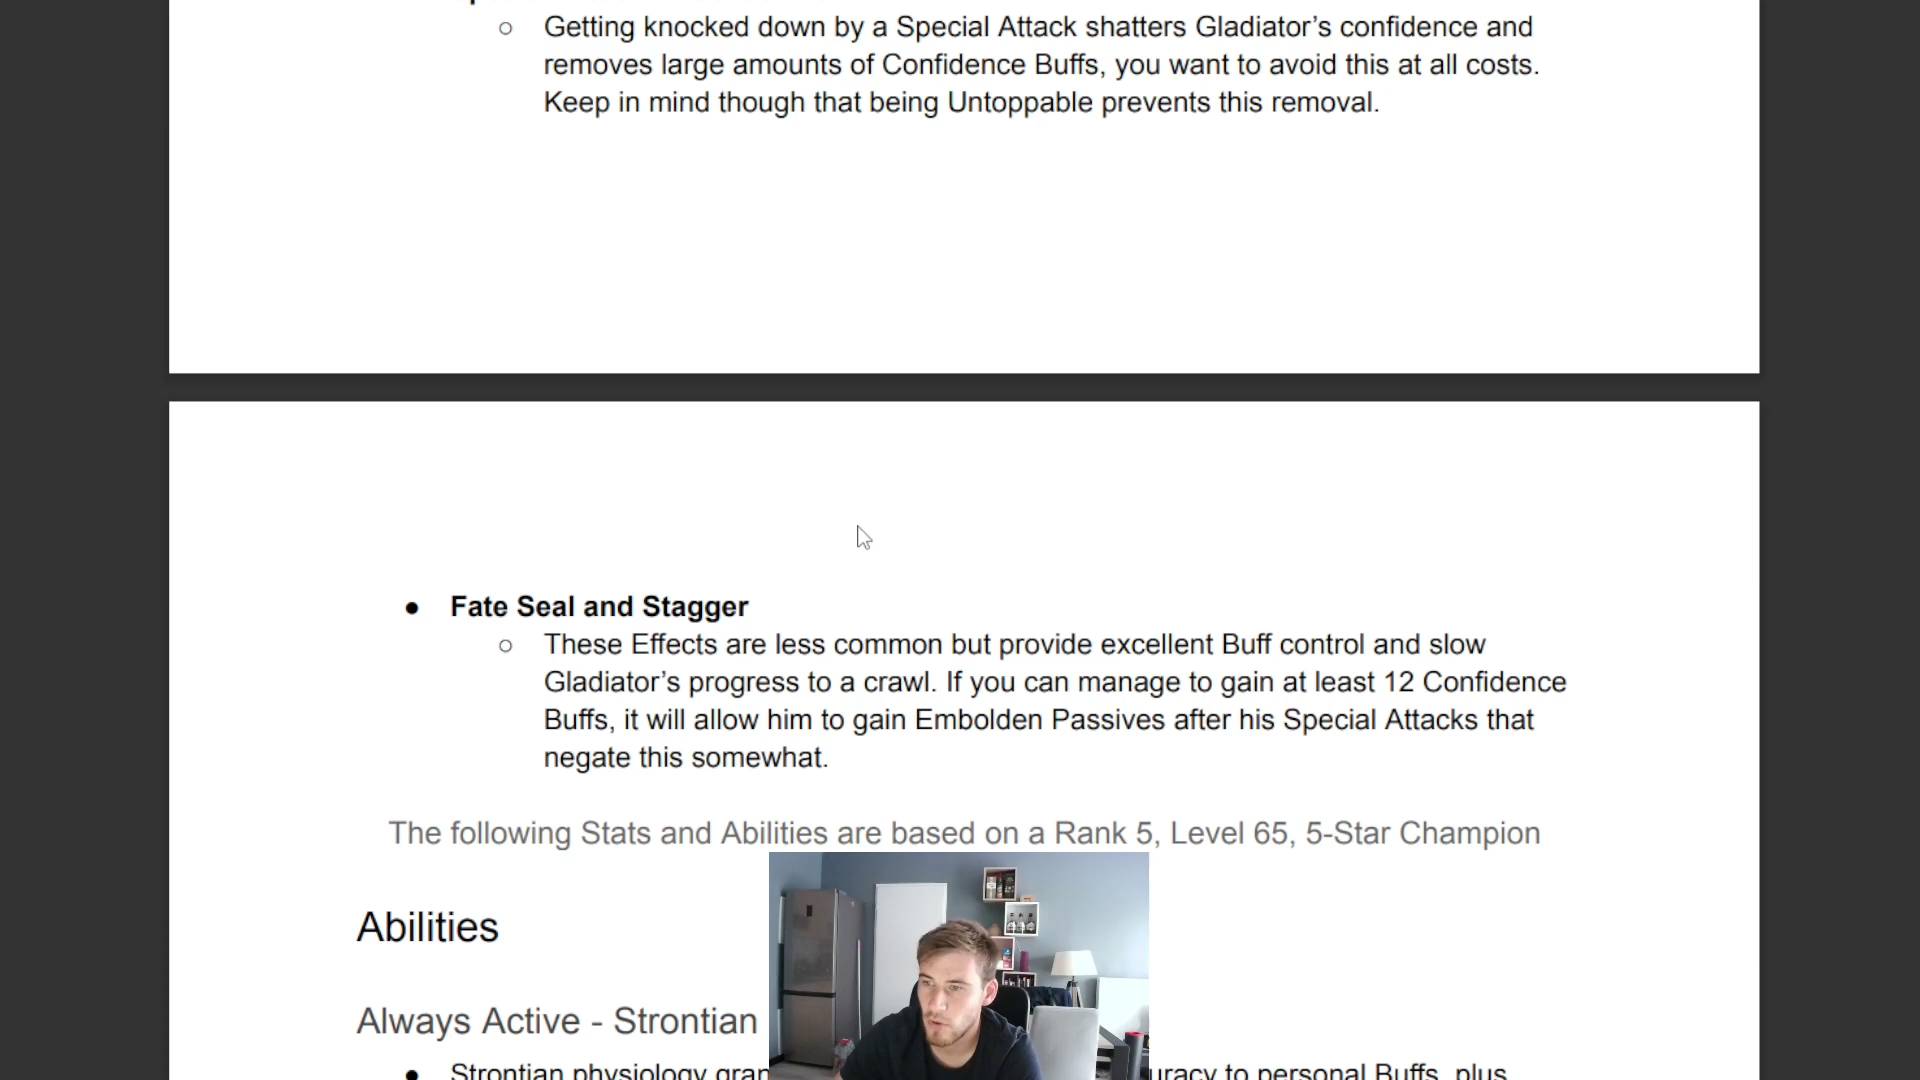 Getting knocked down by a Special Attack shatters Gladiator’s confidence and
removes large amounts of Confidence Buffs, you want to avoid this at all costs.
Keep in mind though that being Untoppable prevents this removal.
Fate Seal and Stagger
These Effects are less common but provide excellent Buff control and slow
Gladiator’s progress to a crawl. If you can manage to gain at least 12 Confidence
Buffs, it will allow him to gain Embolden Passives after his Special Attacks that
negate this somewhat.
The following Stats and Abilities are based on a Rank 5, Level 65, 5-Star Champion
Abilities
Always Active - Strontian
Strontian physiology to personal Buffs, plus